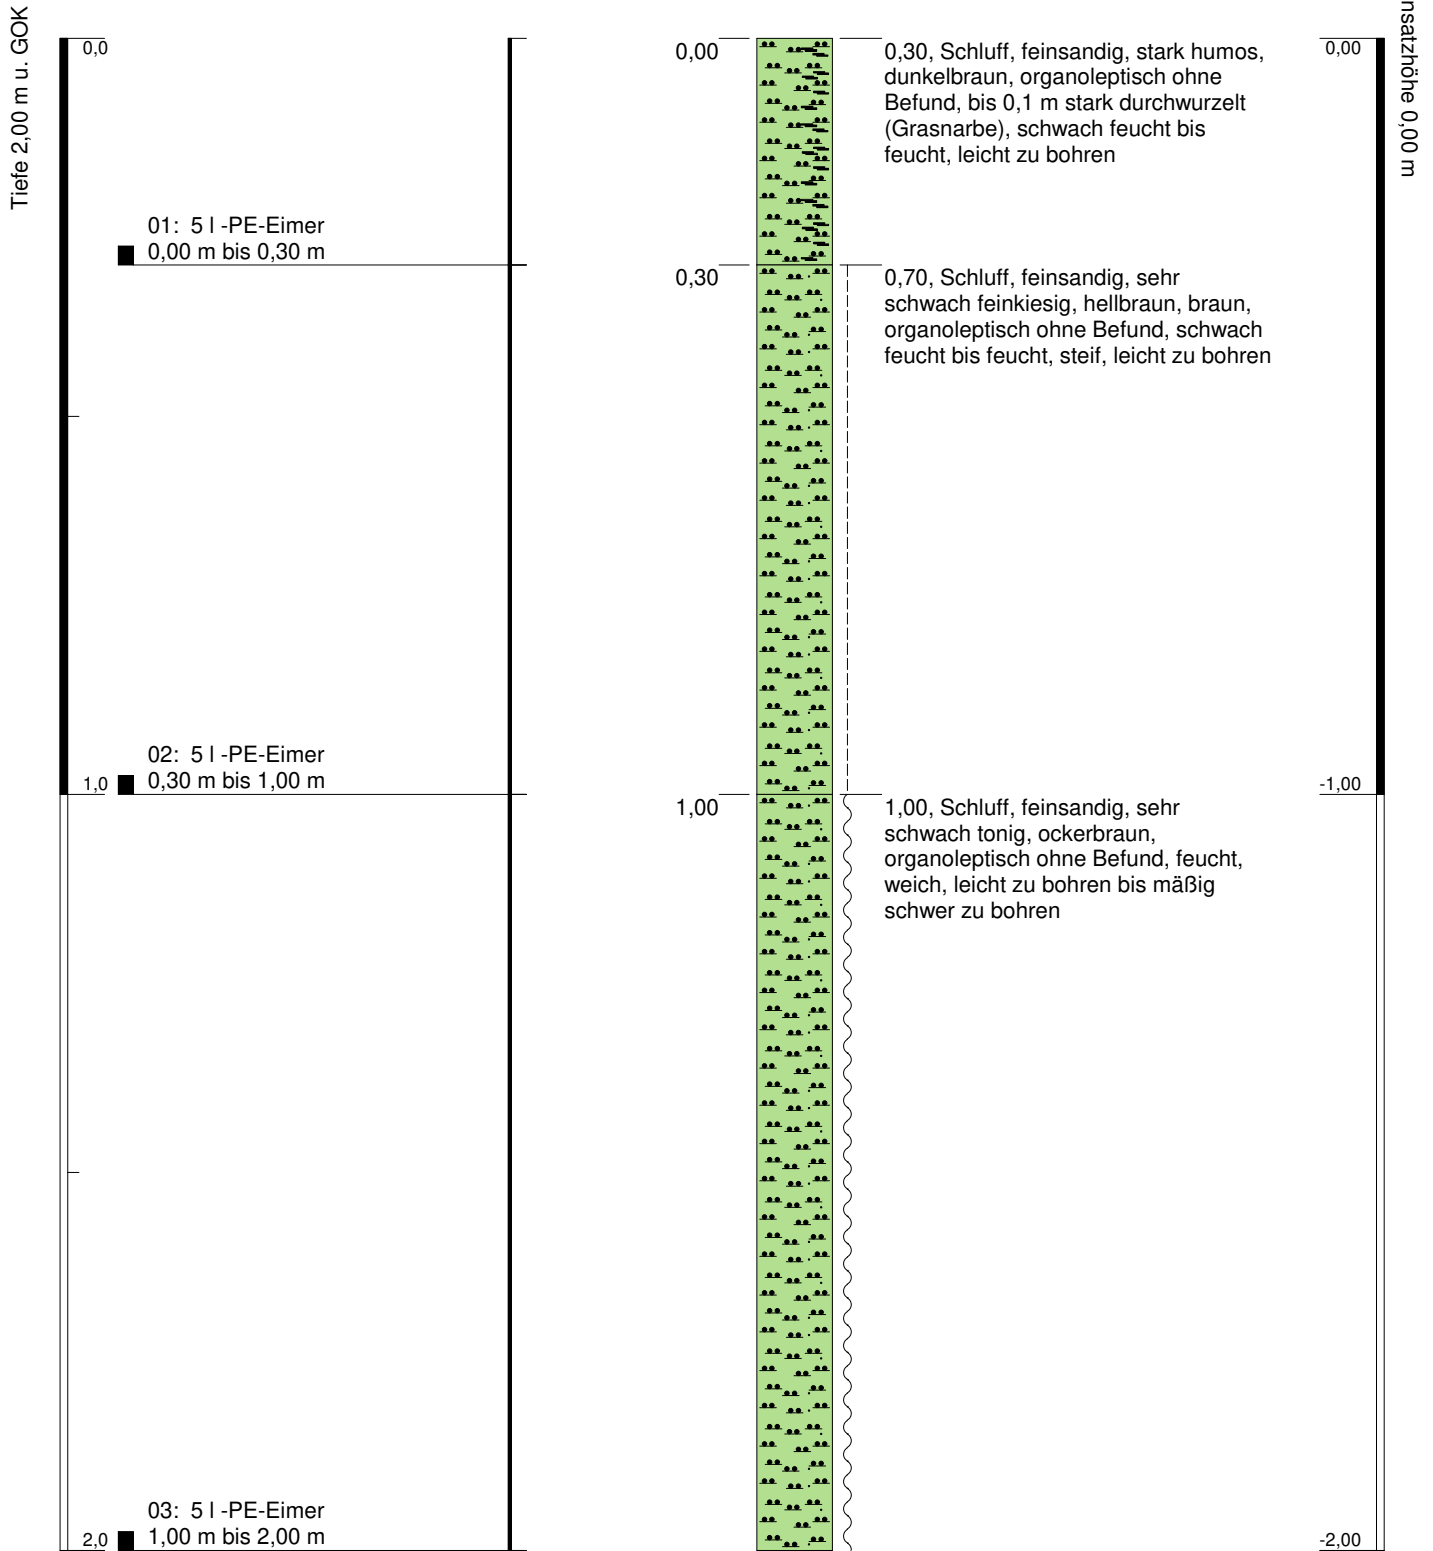 Tiefe 2,00 m u. GOK
nsatzhöhe 0,00 m
0,0
0,00
0,30, Schluff, feinsandig, stark humos,
dunkelbraun, organoleptisch ohne
Befund, bis 0,1 m stark durchwurzelt
(Grasnarbe), schwach feucht bis
feucht, leicht zu bohren
0,00
01: 5 l -PE-Eimer
0,00 m bis 0,30 m
0,30
0,70, Schluff, feinsandig, sehr
schwach feinkiesig, hellbraun, braun,
organoleptisch ohne Befund, schwach
feucht bis feucht, steif, leicht zu bohren
02: 5 l -PE-Eimer
0,30 m bis 1,00 m
1,0
-1,00
1,00
1,00, Schluff, feinsandig, sehr
schwach tonig, ockerbraun,
organoleptisch ohne Befund, feucht,
weich, leicht zu bohren bis mäßig
schwer zu bohren
03: 5 l -PE-Eimer
1,00 m bis 2,00 m
2,0
-2,00